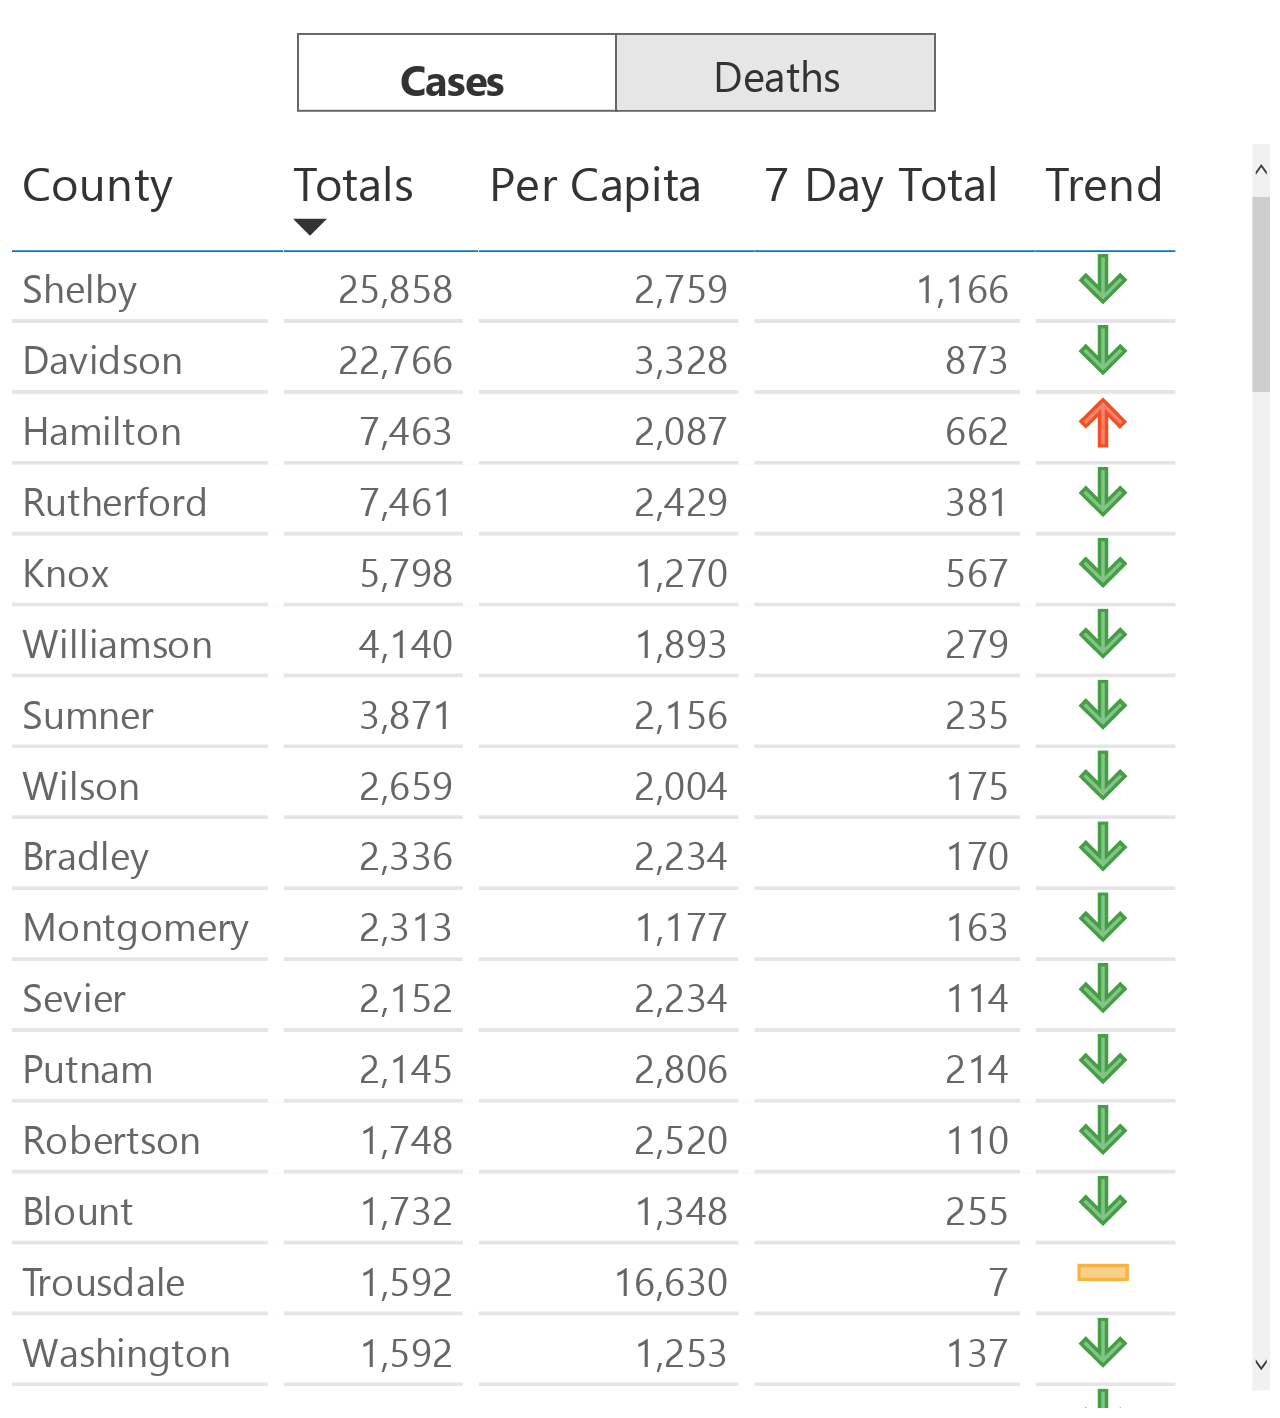 Cases Deaths
County Totals Per Capita 7 Day Total Trend
Shelby 25,858 2,759 1,166
Davidson 22,766 3,328 873
Hamilton 7,463 2,087 662
Rutherford 7,461 2,429 381
Knox 5,798 1,270 567
Williamson 4,140 1,893 279
Sumner 3,871 2,156 235
Wilson 2,659 2,004 175
Bradley 2,336 2,234 170
Montgomery 2,313 1,177 163
Sevier 2,152 2,234 114
Putnam 2,145 2,806 214
Robertson 1,748 2,520 110
Blount 1,732 1,348 255
Trousdale 1,592 16,630 7
Washington 1,592 1,253 137